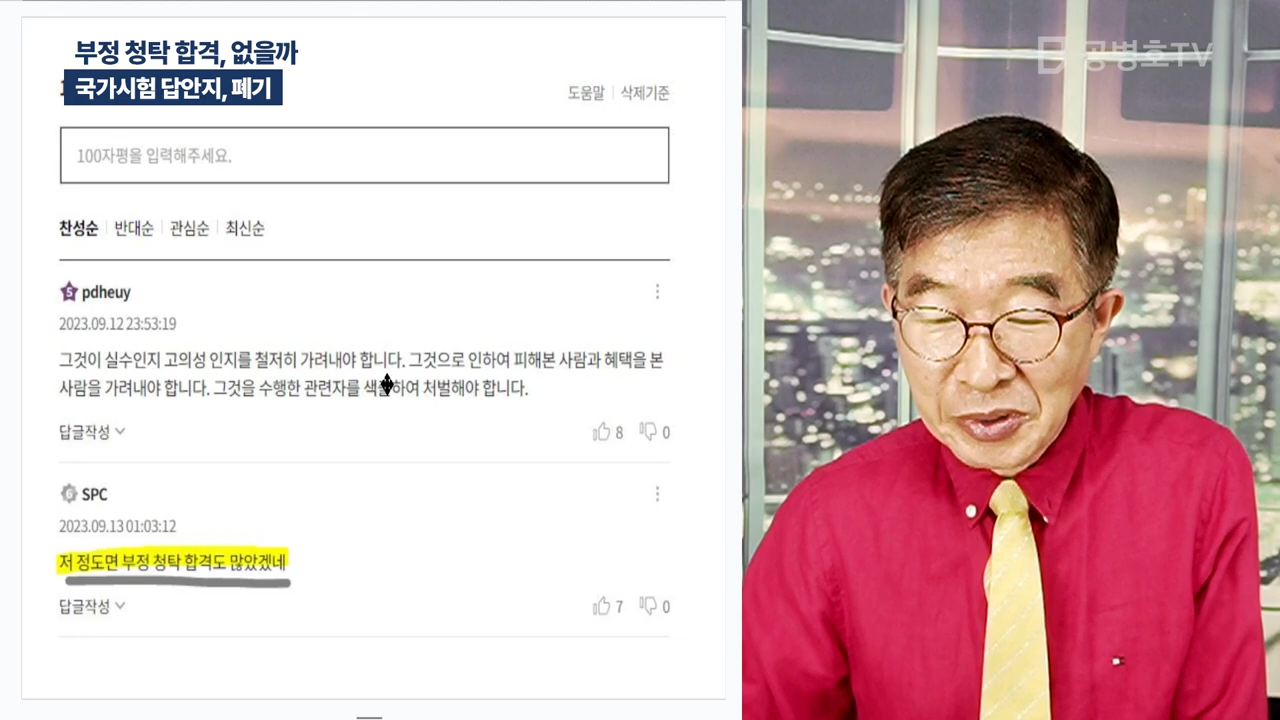 부정 청탁 합격, 없을까
국가시험 답안지, 폐기
도움말 삭제기준
100자평을 입력해주세요.
찬성순 반대순 관심순 최신순
pdheuy
2023.09.12 23:53:19
그것이 실수인지 고의성 인지를 철저히 가려내야 합니다. 그것으로 인하여 피해본 사람과 혜택을 본
사람을 가려내야 합니다. 그것을 수행한 관련자를 색출하여 처벌해야 합니다.
답글작성 8 0
6 SPC
2023.09.13 01:03:12
저 정도면 부정 청탁 합격도 많았겠네
답글작성 7 0
공병호TV